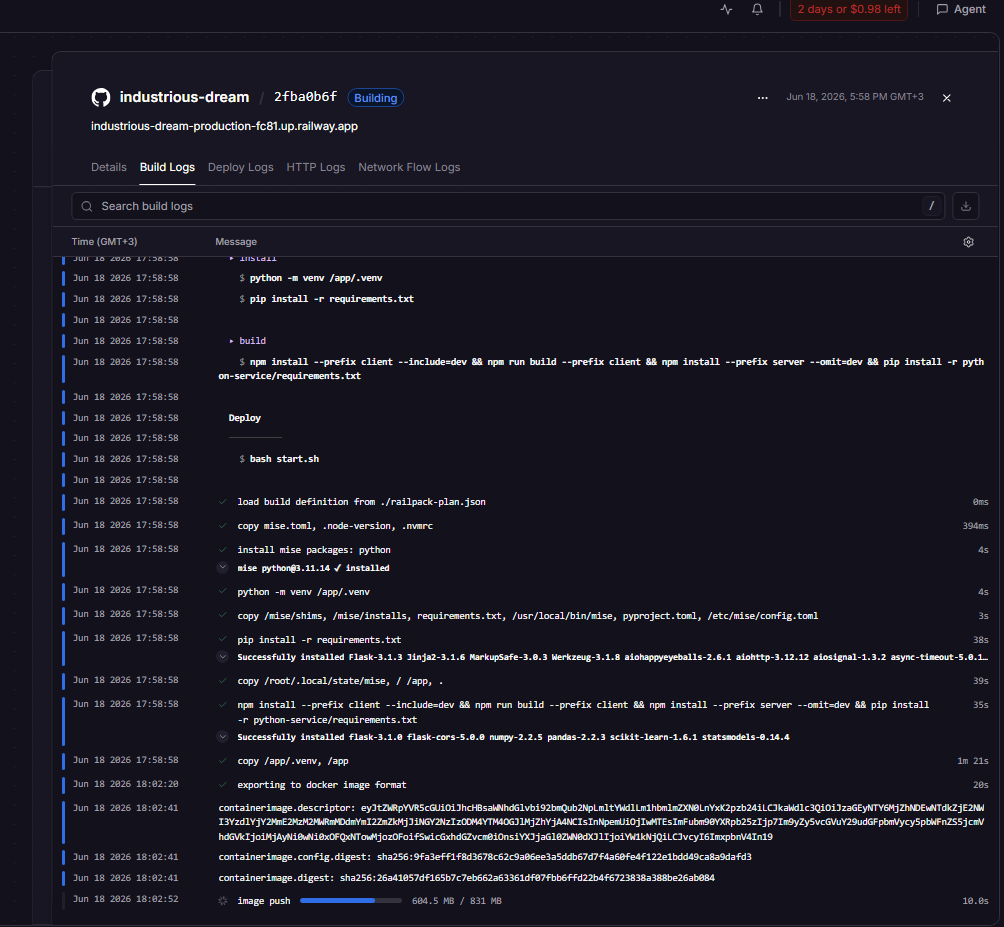 2 days or $0.98 left
Agent
industrious-dream / 2fba0b6f Building
Jun 18, 2026, 5:58 PM GMT+3
industrious-dream-production-fc81.up.railway.app
Details Build Logs Deploy Logs HTTP Logs Network Flow Logs
Search build logs /
Time (GMT+3) Message
Jun 18 2026 17:58:58 ▸ install
Jun 18 2026 17:58:58 $ python -m venv /app/.venv
Jun 18 2026 17:58:58 $ pip install -r requirements.txt
Jun 18 2026 17:58:58
Jun 18 2026 17:58:58 ▸ build
Jun 18 2026 17:58:58 $ npm install --prefix client --include=dev && npm run build --prefix client && npm install --prefix server --omit=dev && pip install -r pyth
on-service/requirements.txt
Jun 18 2026 17:58:58
Jun 18 2026 17:58:58 Deploy
Jun 18 2026 17:58:58 ──────────
Jun 18 2026 17:58:58 $ bash start.sh
Jun 18 2026 17:58:58
Jun 18 2026 17:58:58 load build definition from ./railpack-plan.json 0ms
Jun 18 2026 17:58:58 copy mise.toml, .node-version, .nvmrc 394ms
Jun 18 2026 17:58:58 install mise packages: python 4s
mise python@3.11.14 ✓ installed
Jun 18 2026 17:58:58 python -m venv /app/.venv 4s
Jun 18 2026 17:58:58 copy /mise/shims, /mise/installs, requirements.txt, /usr/local/bin/mise, pyproject.toml, /etc/mise/config.toml 3s
Jun 18 2026 17:58:58 pip install -r requirements.txt 38s
Successfully installed Flask-3.1.3 Jinja2-3.1.6 MarkupSafe-3.0.3 Werkzeug-3.1.8 aiohappyeyeballs-2.6.1 aiohttp-3.12.12 aiosignal-1.3.2 async-timeout-5.0.1…
Jun 18 2026 17:58:58 copy /root/.local/state/mise, / /app, . 39s
Jun 18 2026 17:58:58 npm install --prefix client --include=dev && npm run build --prefix client && npm install --prefix server --omit=dev && pip install 35s
-r python-service/requirements.txt
Successfully installed flask-3.1.0 flask-cors-5.0.0 numpy-2.2.5 pandas-2.2.3 scikit-learn-1.6.1 statsmodels-0.14.4
Jun 18 2026 17:58:58 copy /app/.venv, /app 1m 21s
Jun 18 2026 18:02:20 exporting to docker image format 20s
Jun 18 2026 18:02:41 containerimage.descriptor:
Jun 18 2026 18:02:41 containerimage.config.digest: sha256:9fa3eff1f8d3678c62c9a06ee3a5ddb67d7f4a60fe4f122e1bdd49ca8a9dafd3
Jun 18 2026 18:02:41 containerimage.digest: sha256:26a41057df165b7c7eb662a63361df07fbb6ffd22b4f6723838a388be26ab084
Jun 18 2026 18:02:52 image push 604.5 MB / 831 MB 10.0s